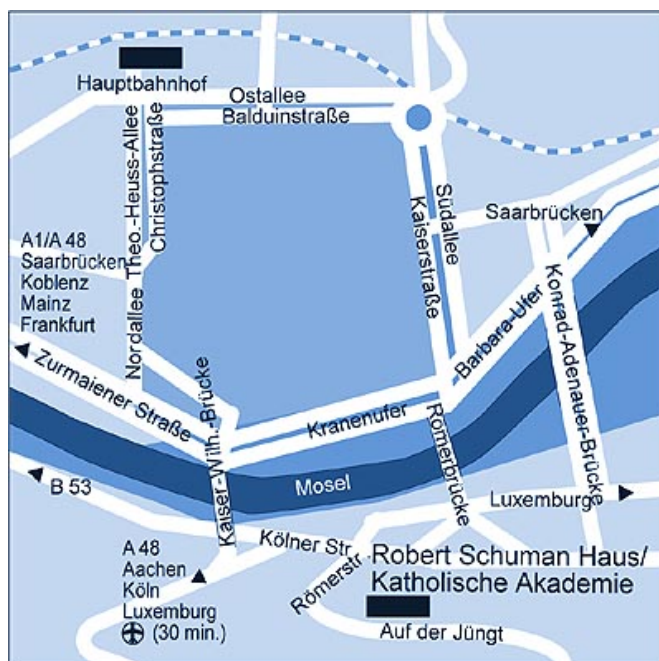 Hauptbahnhof
Ostallee
Balduinstraße
Theo.-Heuss-Allee
Christophstraße
Nordallee
Südallee
Kaiserstraße
Saarbrücken
A1/A 48
Saarbrücken
Koblenz
Mainz
Frankfurt
Barbara-Ufer
Konrad-Adenauer-Brücke
Zurmaiener Straße
Kaiser-Wilh.-Brücke
Kranenufer
Römerbrücke
Mosel
B 53
Luxemburg
Kölner Str.
Römerstr.
A 48
Aachen
Köln
Luxemburg
(30 min.)
Robert Schuman Haus/
Katholische Akademie
Auf der Jüngt